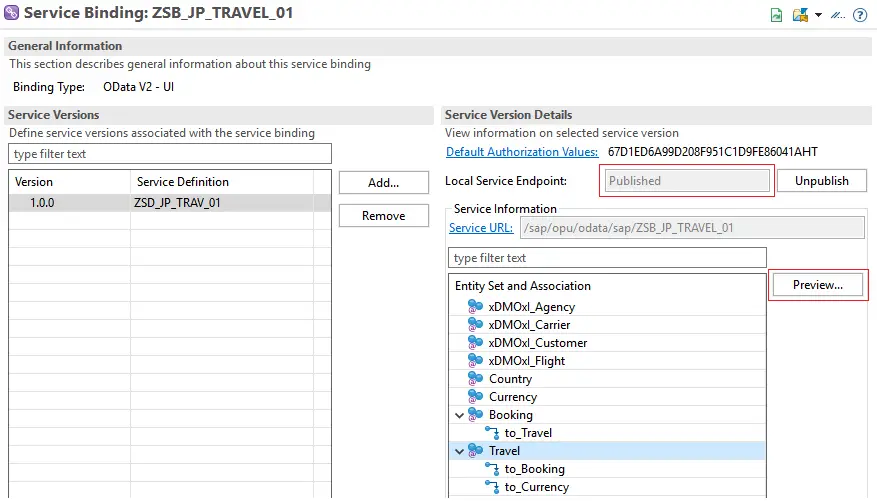 Service Binding: ZSB_JP_TRAVEL_01
General Information
This section describes general information about this service binding
Binding Type: OData V2 - UI
Service Versions
Define service versions associated with the service binding
type filter text
Version Service Definition
1.0.0 ZSD_JP_TRAV_01
Add...
Remove
Service Version Details
View information on selected service version
Default Authorization Values: 67D1ED6A99D208F951C1D9FE86041AHT
Local Service Endpoint: Published Unpublish
Service Information
Service URL: /sap/opu/odata/sap/ZSB_JP_TRAVEL_01
type filter text
Entity Set and Association
Preview...
xDMOxI_Agency
xDMOxI_Carrier
xDMOxI_Customer
xDMOxI_Flight
Country
Currency
Booking
to_Travel
Travel
to_Booking
to_Currency